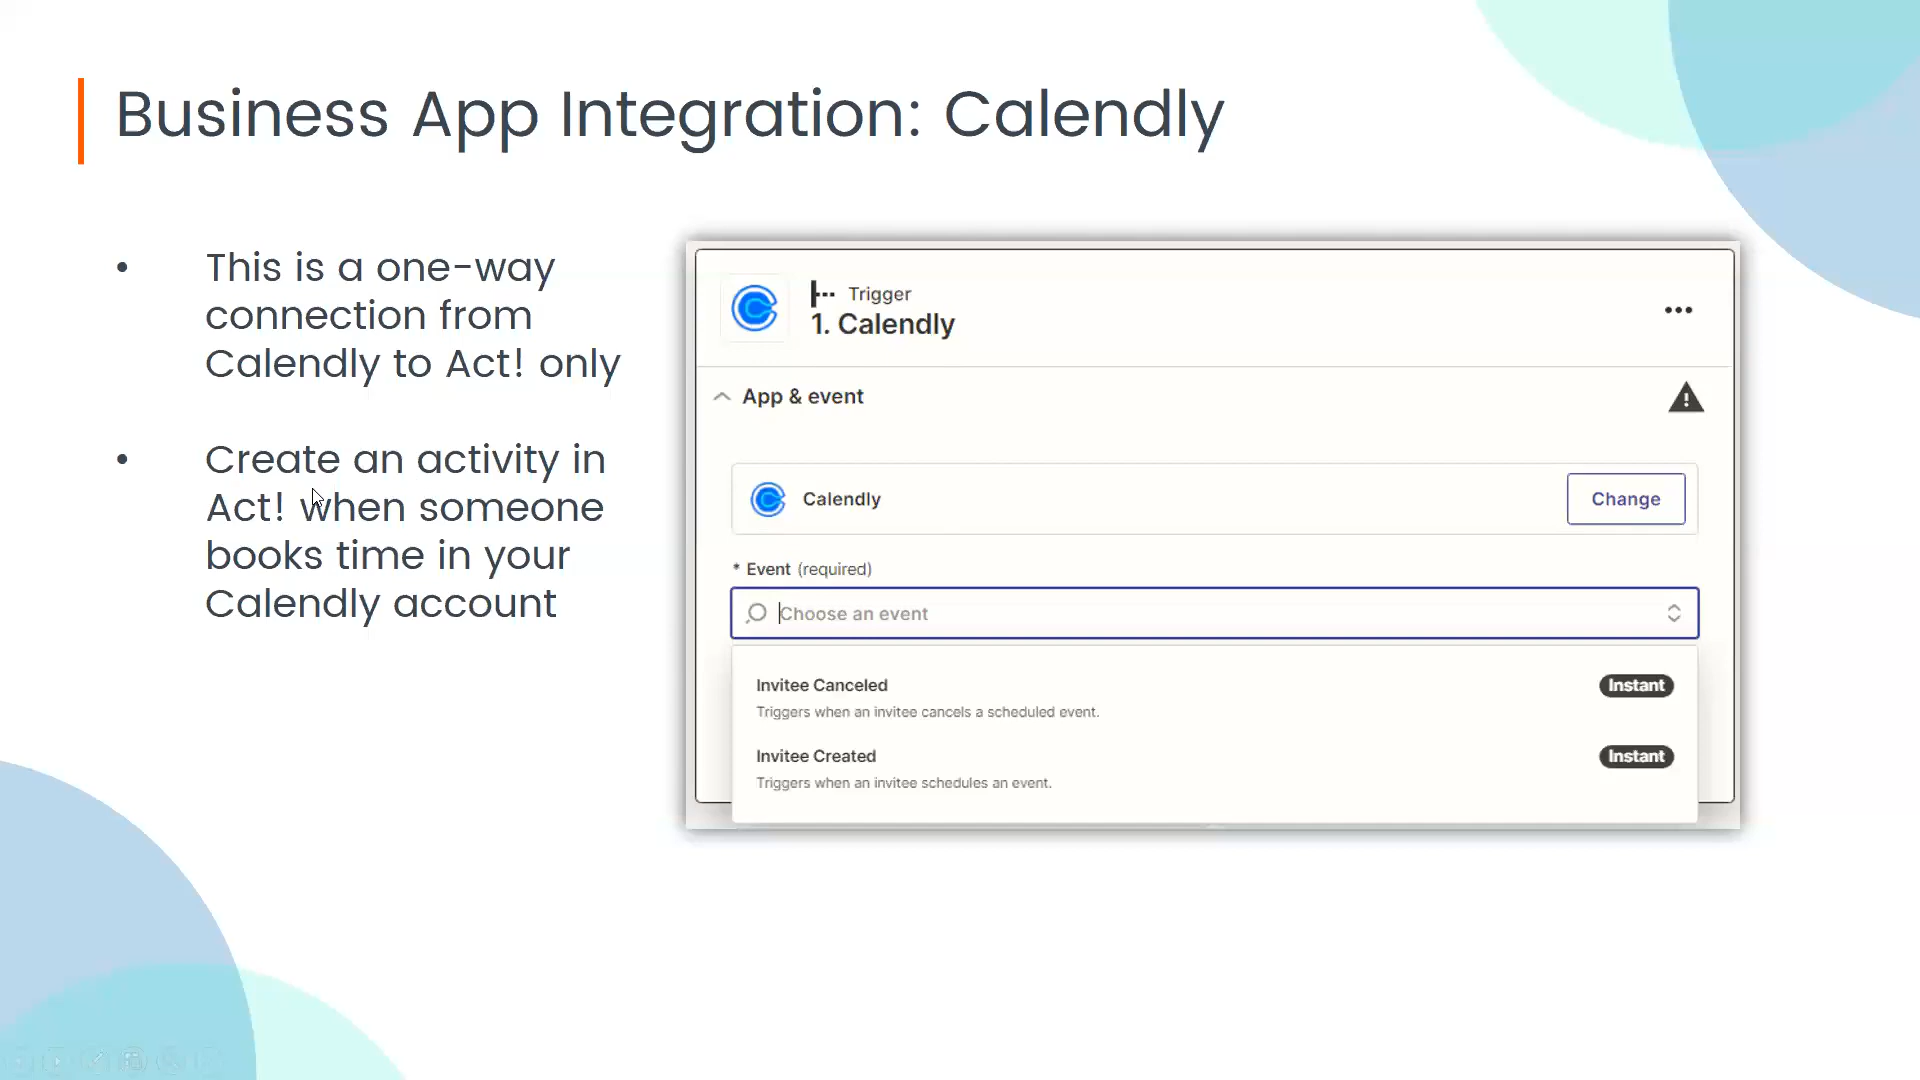 Business App Integration: Calendly
• This is a one-way
connection from
Calendly to Act! only
• Create an activity in
Act! when someone
books time in your
Calendly account
Trigger
1. Calendly
App & event
Calendly
Change
* Event (required)
Choose an event
Invitee Canceled
Instant
Triggers when an invitee cancels a scheduled event.
Invitee Created
Instant
Triggers when an invitee schedules an event.